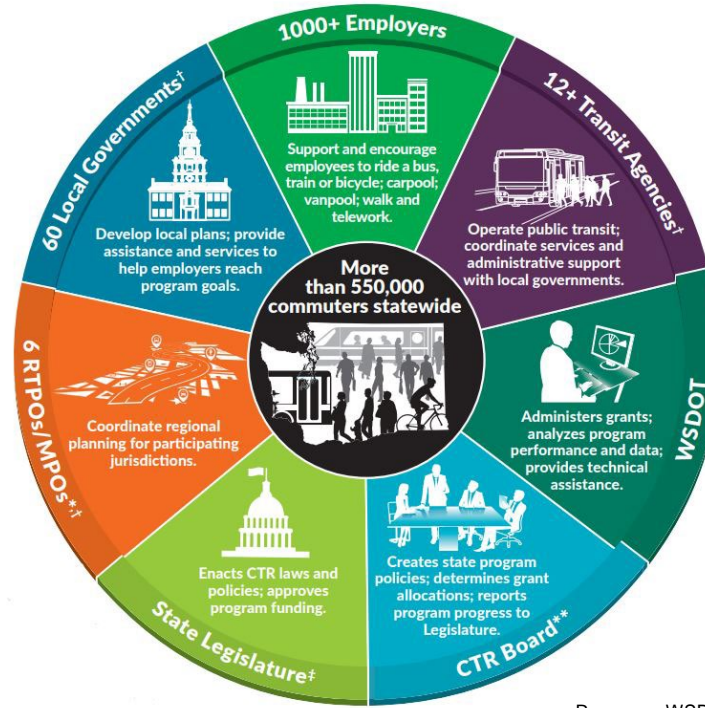 1000+ Employers
Support and encourage
employees to ride a bus,
train or bicycle; carpool;
vanpool; walk and
telework.
12+ Transit Agencies†
Operate public transit;
coordinate services and
administrative support
with local governments.
WSDOT
Administers grants;
analyzes program
performance and data;
provides technical
assistance.
CTR Board**
Creates state program
policies; determines grant
allocations; reports
program progress to
Legislature.
State Legislature‡
Enacts CTR laws and
policies; approves
program funding.
6 RTPOs/MPOs*,†
Coordinate regional
planning for participating
jurisdictions.
60 Local Governments†
Develop local plans; provide
assistance and services to
help employers reach
program goals.
More
than 550,000
commuters statewide